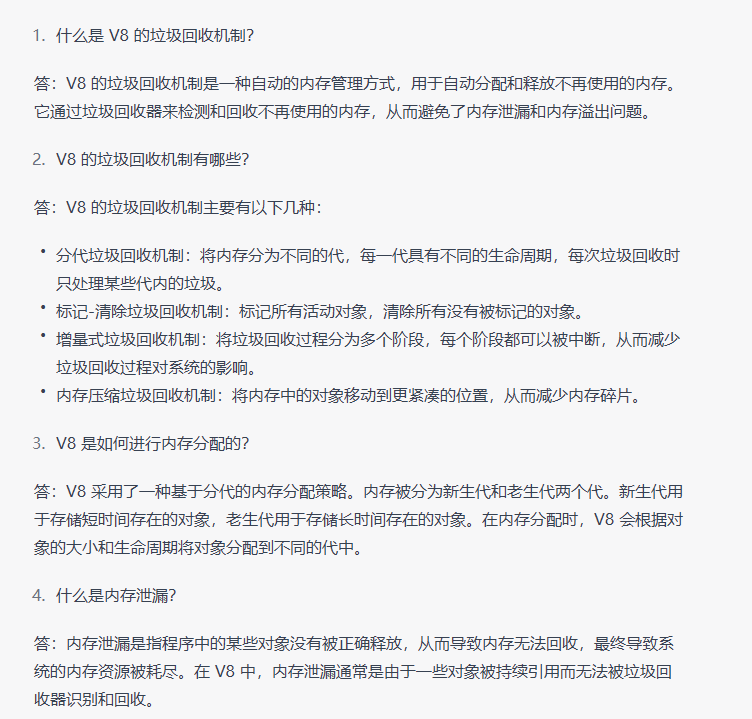 1. 什么是 V8 的垃圾回收机制？
答：V8 的垃圾回收机制是一种自动的内存管理方式，用于自动分配和释放不再使用的内存。
它通过垃圾回收器来检测和回收不再使用的内存，从而避免了内存泄漏和内存溢出问题。
2. V8 的垃圾回收机制有哪些？
答：V8 的垃圾回收机制主要有以下几种：
• 分代垃圾回收机制：将内存分为不同的代，每一代具有不同的生命周期，每次垃圾回收时
只处理某些代内的垃圾。
• 标记-清除垃圾回收机制：标记所有活动对象，清除所有没有被标记的对象。
• 增量式垃圾回收机制：将垃圾回收过程分为多个阶段，每个阶段都可以被中断，从而减少
垃圾回收过程对系统的影响。
• 内存压缩垃圾回收机制：将内存中的对象移动到更紧凑的位置，从而减少内存碎片。
3. V8 是如何进行内存分配的？
答：V8 采用了一种基于分代的内存分配策略。内存被分为新生代和老生代两个代。新生代用
于存储短时间存在的对象，老生代用于存储长时间存在的对象。在内存分配时，V8 会根据对
象的大小和生命周期将对象分配到不同的代中。
4. 什么是内存泄漏？
答：内存泄漏是指程序中的某些对象没有被正确释放，从而导致内存无法回收，最终导致系
统的内存资源被耗尽。在 V8 中，内存泄漏通常是由于一些对象被持续引用而无法被垃圾回
收器识别和回收。